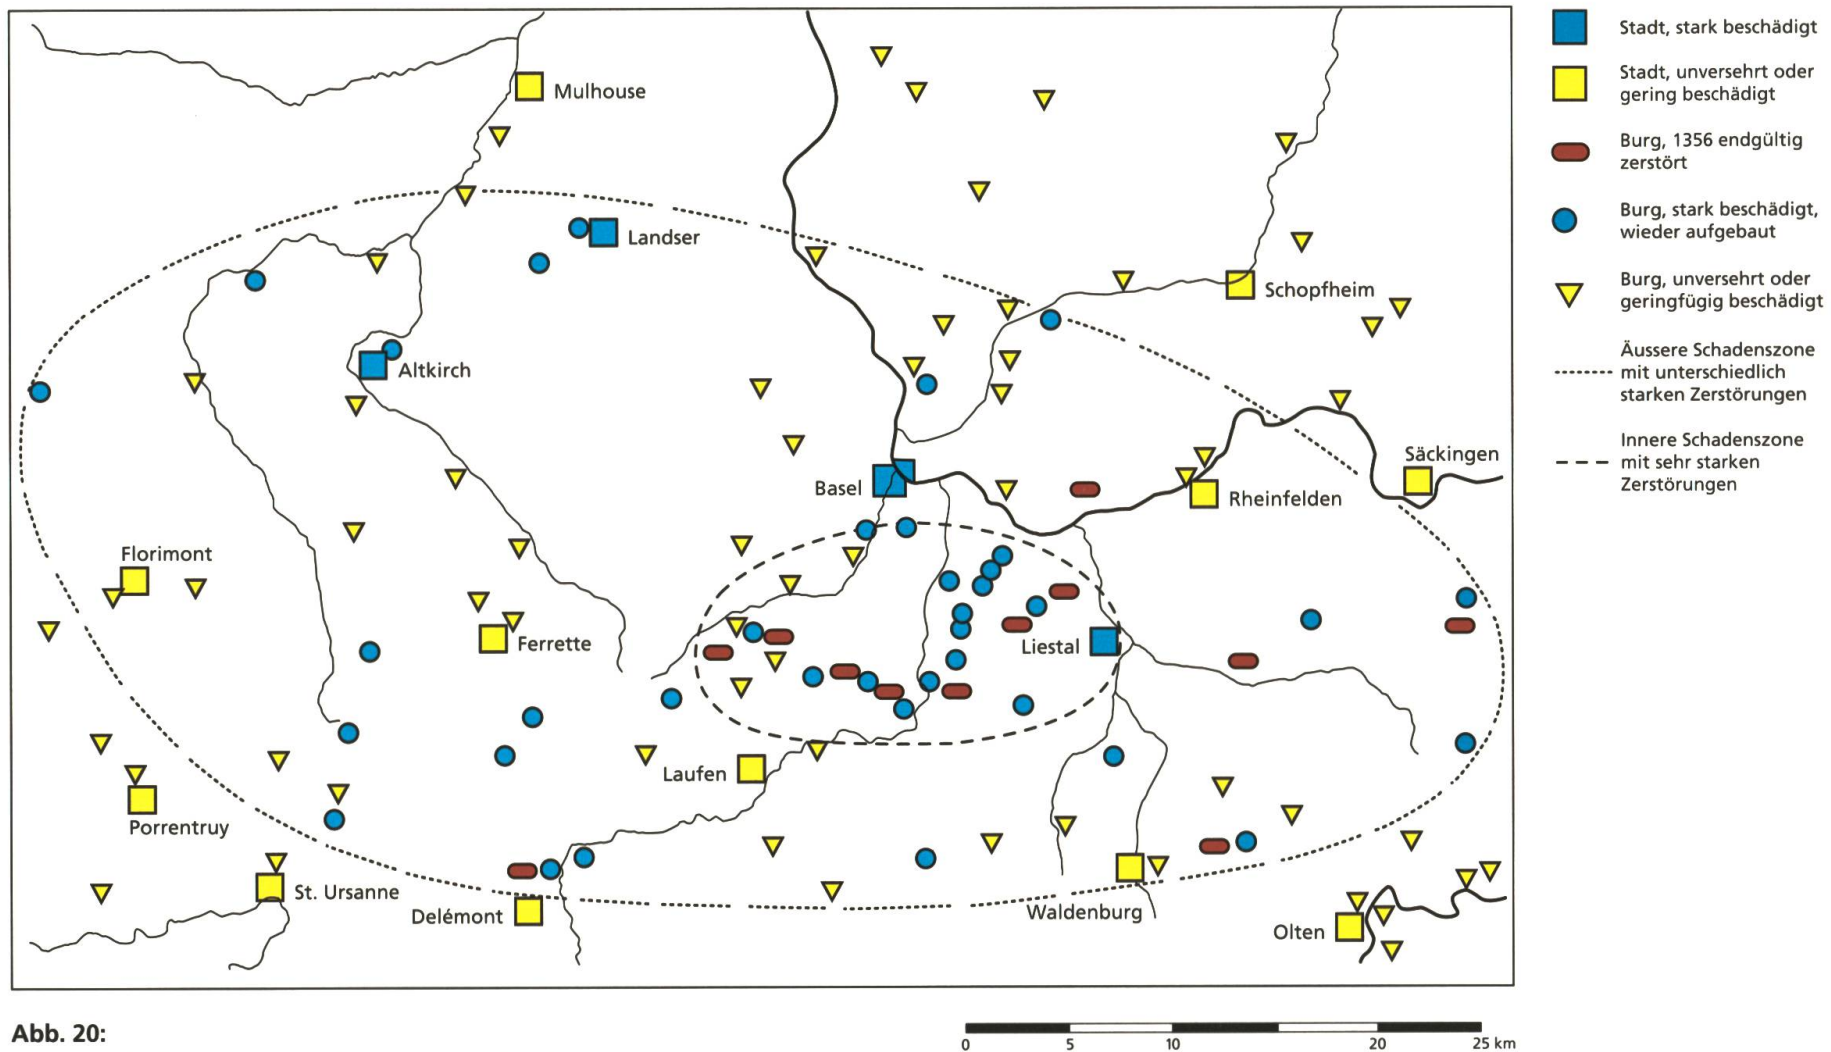 Mulhouse
Landser
Schopfheim
Altkirch
Säckingen
Basel
Rheinfelden
Florimont
Ferrette
Liestal
Laufen
Porrentruy
St. Ursanne
Delémont
Waldenburg
Olten
Stadt, stark beschädigt
Stadt, unversehrt oder
gering beschädigt
Burg, 1356 endgültig
zerstört
Burg, stark beschädigt,
wieder aufgebaut
Burg, unversehrt oder
geringfügig beschädigt
Äussere Schadenszone
mit unterschiedlich
starken Zerstörungen
Innere Schadenszone
mit sehr starken
Zerstörungen
Abb. 20:
0 5 10 20 25 km